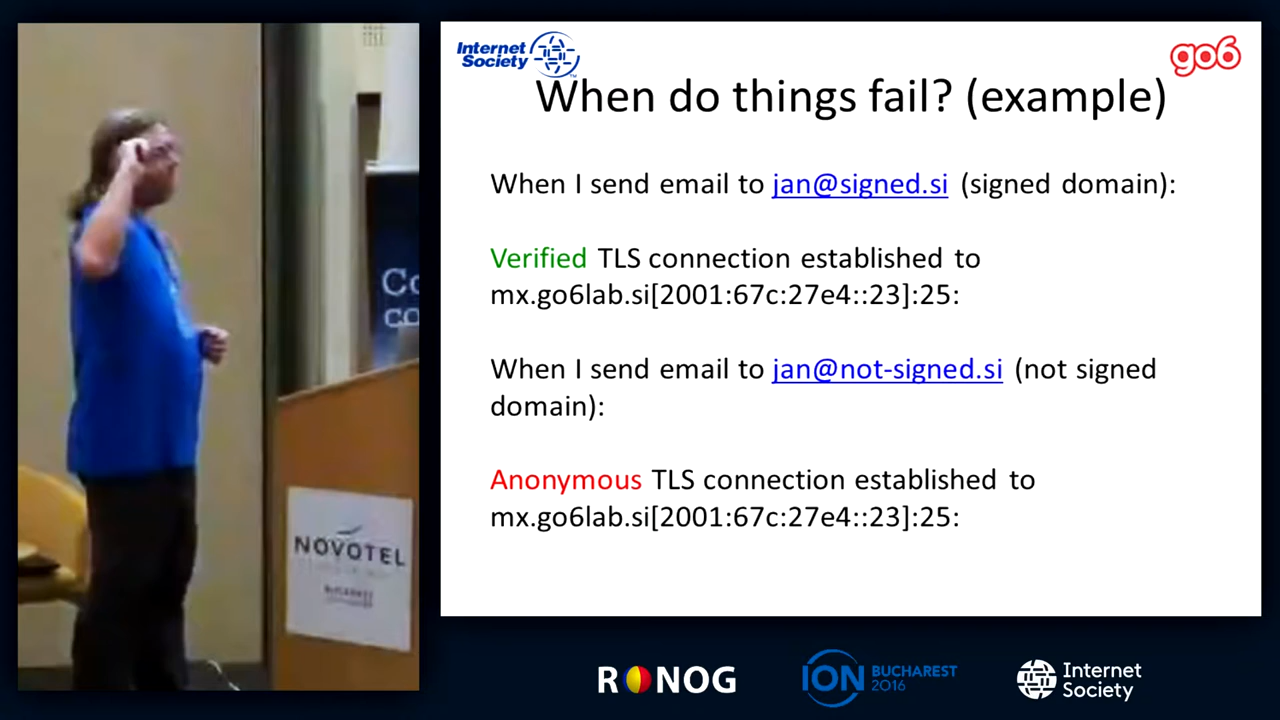 Internet
Society
go6
When do things fail? (example)
When I send email to jan@signed.si (signed domain):
Verified TLS connection established to
mx.go6lab.si[2001:67c:27e4::23]:25:
When I send email to jan@not-signed.si (not signed
domain):
Anonymous TLS connection established to
mx.go6lab.si[2001:67c:27e4::23]:25:
NOVOTEL
BUCHAREST
RONOG
ION BUCHAREST
2016
Internet
Society